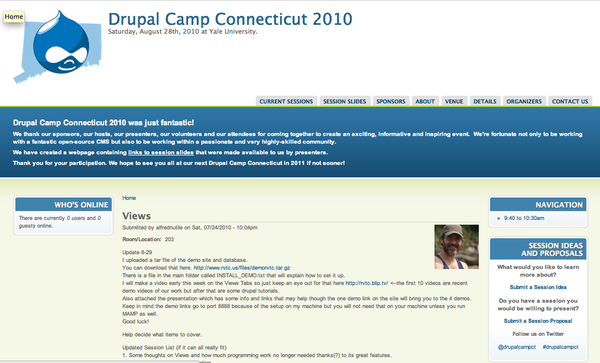 Home
Drupal Camp Connecticut 2010
Saturday, August 28th, 2010 at Yale University.
CURRENT SESSIONS SESSION SLIDES SPONSORS ABOUT VENUE DETAILS ORGANIZERS CONTACT US
Drupal Camp Connecticut 2010 was just fantastic!
We thank our sponsors, our hosts, our presenters, our volunteers and our attendees for coming together to create an exciting, informative and inspiring event. We're fortunate not only to be working
with a fantastic open-source CMS but also to be working within a passionate and very highly-skilled community.
We have created a webpage containing links to session slides that were made available to us by presenters.
Thank you for your participation. We hope to see you all at our next Drupal Camp Connecticut in 2011 if not sooner!
WHO'S ONLINE
There are currently 0 users and 0
guests online.
Home
Views
Submitted by alfrednutile on Sat, 07/24/2010 - 10:04pm
Room/Location: 203
Update 8-29
I uploaded a tar file of the demo site and database.
You can download that here. http://www.rvtc.us/files/demorvtc.tar.gz
There is a file in the main folder called INSTALL_DEMO.txt that will explain how to set it up.
I will make a video early this week on the Views Tabs so just keep an eye out for that here http://rvtc.blip.tv/ <--the first 10 videos are recent
demo videos of our work but after that are some drupal tutorials.
Also attached the presentation which has some info and links that may help though the one demo link on the site will bring you to the 4 demos.
Keep in mind the demo links go to port 8888 because of the setup on my machine but you will not need that on your machine unless you run
MAMP as well.
Good luck!
Help decide what items to cover.
Updated Session List (if it can all really fit)
1. Some thoughts on Views and how much programming work no longer needed thanks(?) to its great features.
NAVIGATION
9:40 to 10:30am
SESSION IDEAS
AND PROPOSALS
What would you like to learn
more about?
Submit a Session Idea
Do you have a session you
would be willing to present?
Submit a Session Proposal
Follow us on Twitter
@drupalcampct #drupalcampct